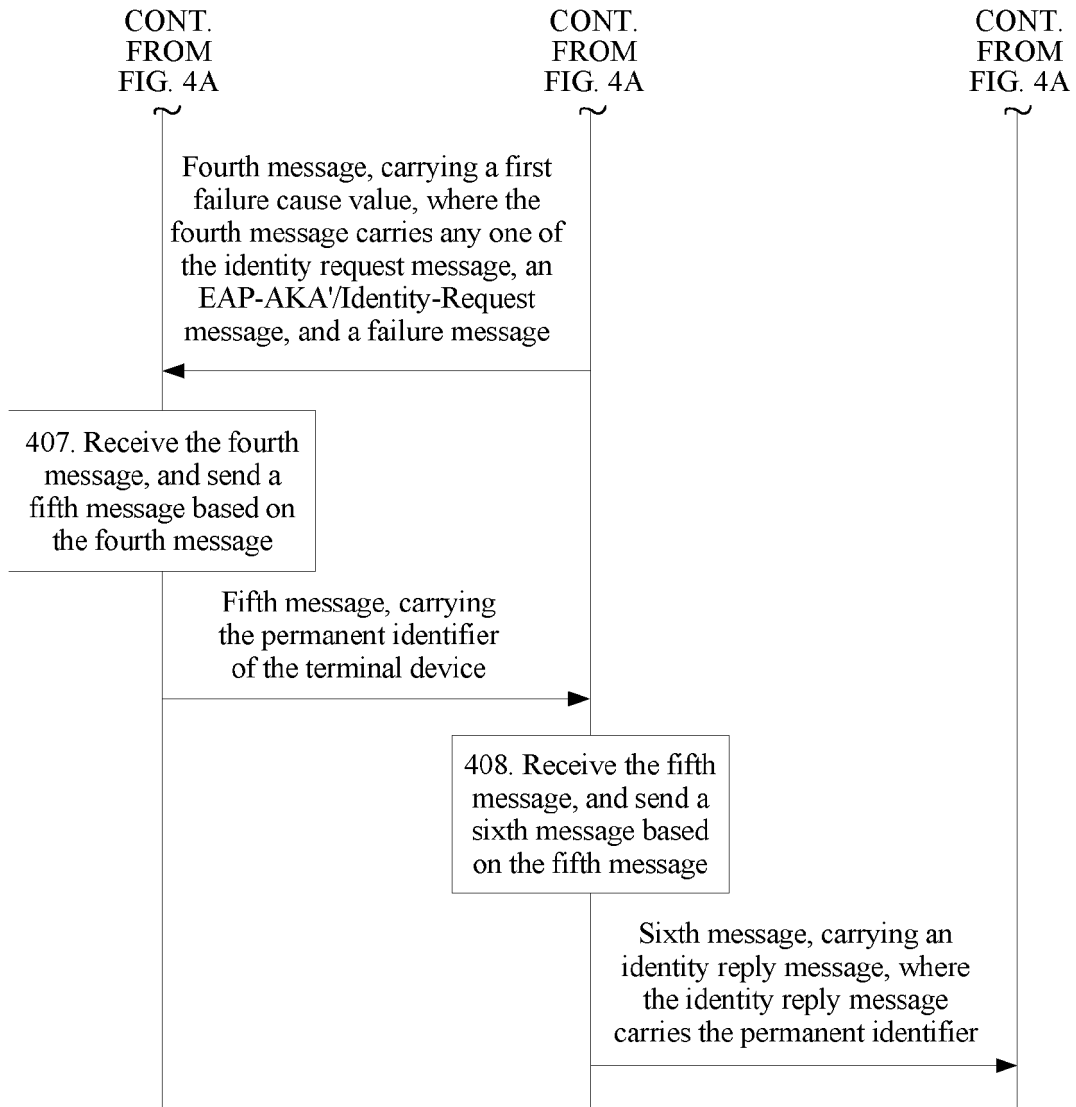 CONT.
FROM
FIG. 4A
CONT.
FROM
FIG. 4A
CONT.
FROM
FIG. 4A
Fourth message, carrying a first
failure cause value, where the
fourth message carries any one of
the identity request message, an
EAP-AKA'/Identity-Request
message, and a failure message
407. Receive the fourth
message, and send a
fifth message based on
the fourth message
Fifth message, carrying
the permanent identifier
of the terminal device
408. Receive the fifth
message, and send a
sixth message based
on the fifth message
Sixth message, carrying an
identity reply message, where
the identity reply message
carries the permanent identifier